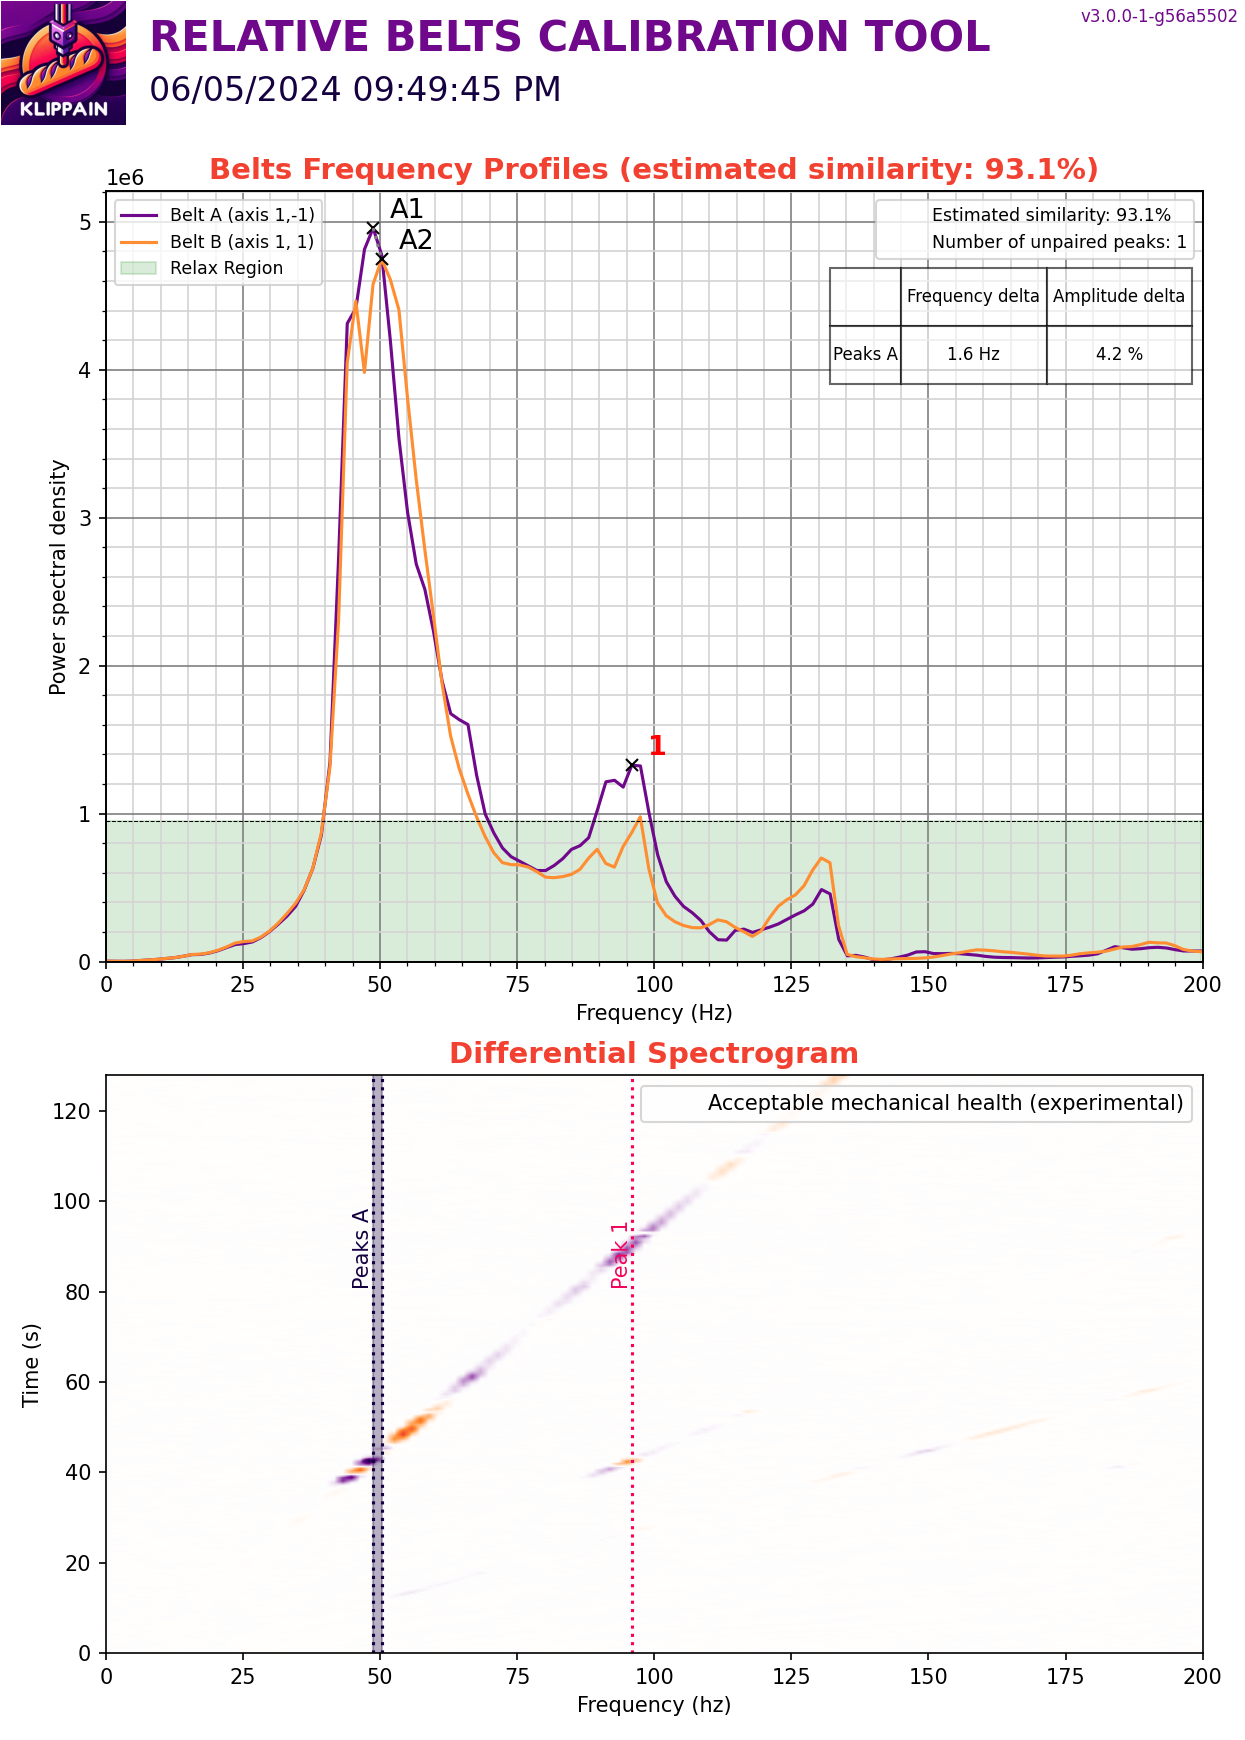 v3.0.0-1-g56a5502
RELATIVE BELTS CALIBRATION TOOL
06/05/2024 09:49:45 PM
KLIPPAIN
Belts Frequency Profiles (estimated similarity: 93.1%)
1e6
Belt A (axis 1,-1)
Belt B (axis 1, 1)
Relax Region
A1
A2
Estimated similarity: 93.1%
Number of unpaired peaks: 1
Frequency delta Amplitude delta
Peaks A 1.6 Hz 4.2 %
1
Power spectral density
5
4
3
2
1
0
0 25 50 75 100 125 150 175 200
Frequency (Hz)
Differential Spectrogram
Acceptable mechanical health (experimental)
Peaks A
Peak 1
Time (s)
120
100
80
60
40
20
0
0 25 50 75 100 125 150 175 200
Frequency (hz)